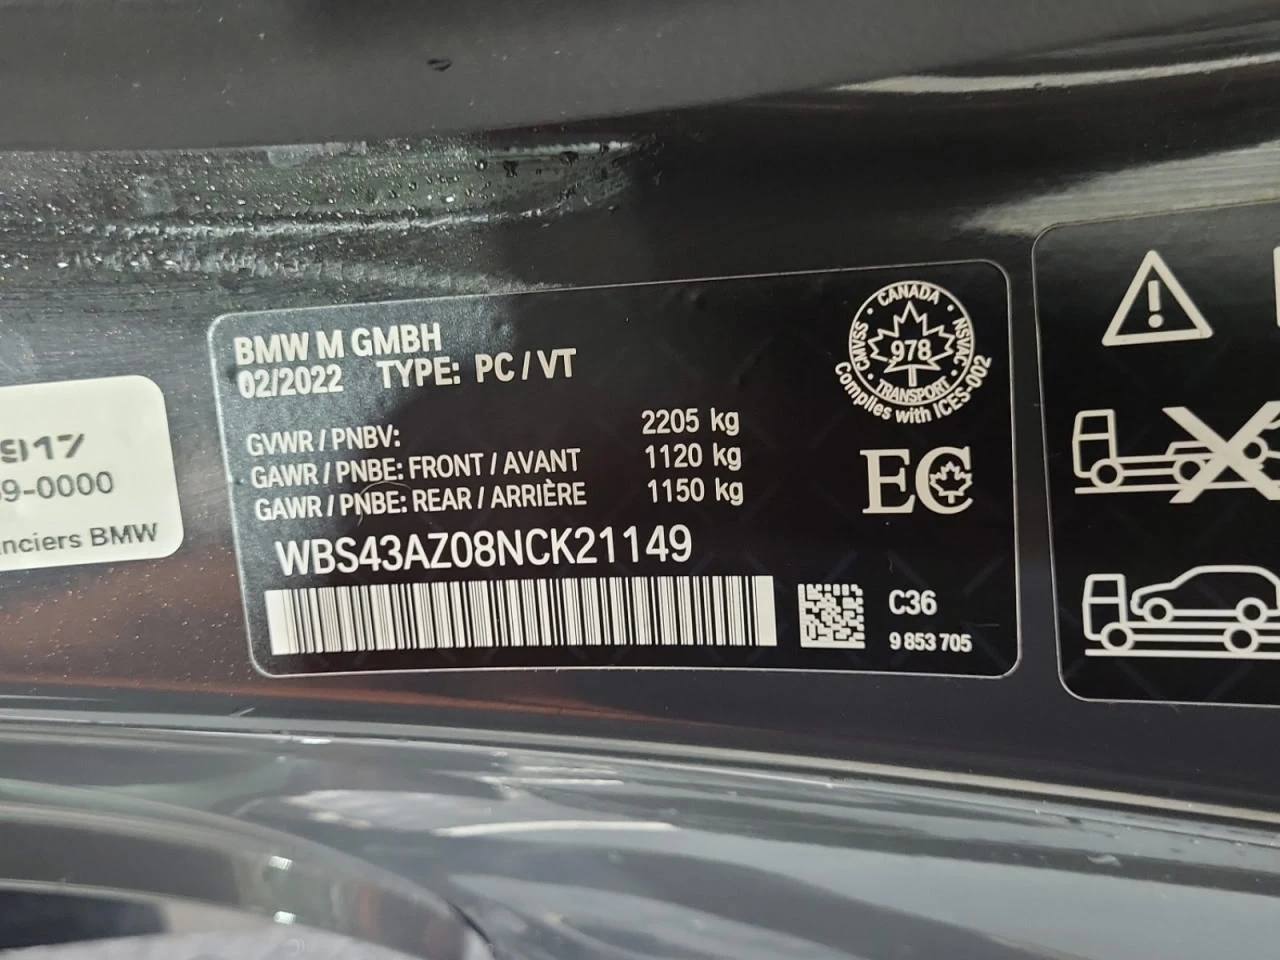 BMW M GMBH
02/2022 TYPE: PC / VT
GVWR / PNBV: 2205 kg
GAWR / PNBE: FRONT / AVANT 1120 kg
GAWR / PNBE: REAR / ARRIÈRE 1150 kg
WBS43AZ08NCK21149
C36
9 853 705
CANADA
CMVSS
978
NSVAC
TRANSPORT
Complies with ICES-002
EC
917
9-0000
nciers BMW